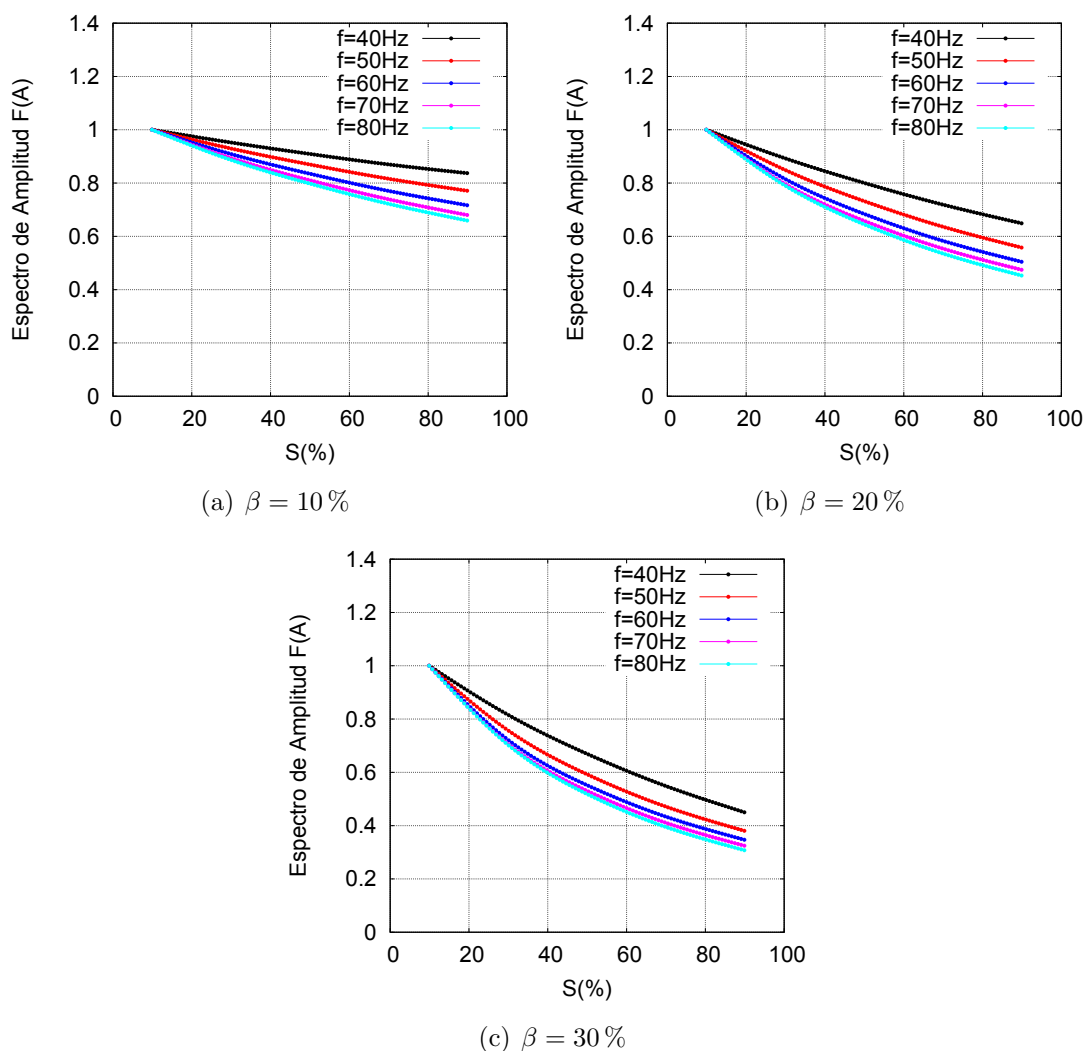 1.4
1.2
1
0.8
0.6
0.4
0.2
0
0 20 40 60 80 100
Espectro de Amplitud F(A)
S(%)
f=40Hz
f=50Hz
f=60Hz
f=70Hz
f=80Hz
(a) β = 10 %
1.4
1.2
1
0.8
0.6
0.4
0.2
0
0 20 40 60 80 100
Espectro de Amplitud F(A)
S(%)
f=40Hz
f=50Hz
f=60Hz
f=70Hz
f=80Hz
(b) β = 20 %
1.4
1.2
1
0.8
0.6
0.4
0.2
0
0 20 40 60 80 100
Espectro de Amplitud F(A)
S(%)
f=40Hz
f=50Hz
f=60Hz
f=70Hz
f=80Hz
(c) β = 30 %